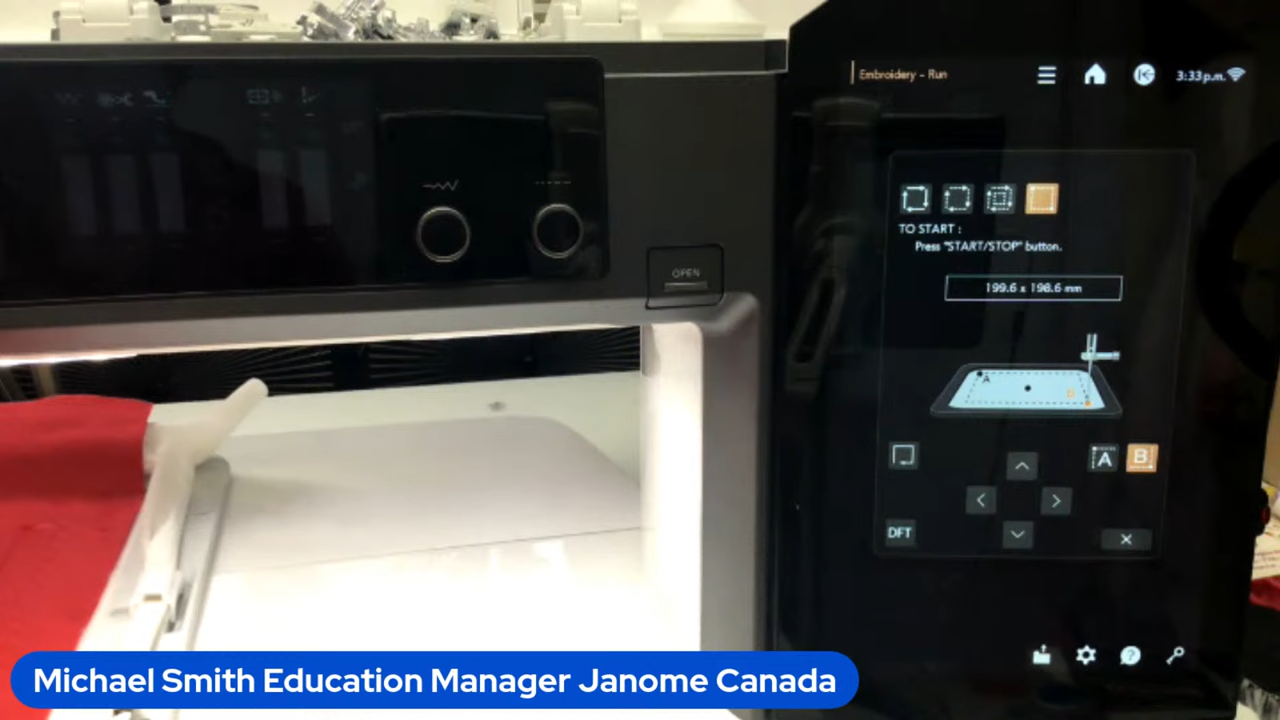 Embroidery - Run
3:33 p.m.
TO START :
Press "START/STOP" button.
199.6 x 198.6 mm
OPEN
A
B
A
B
DFT
Michael Smith Education Manager Janome Canada